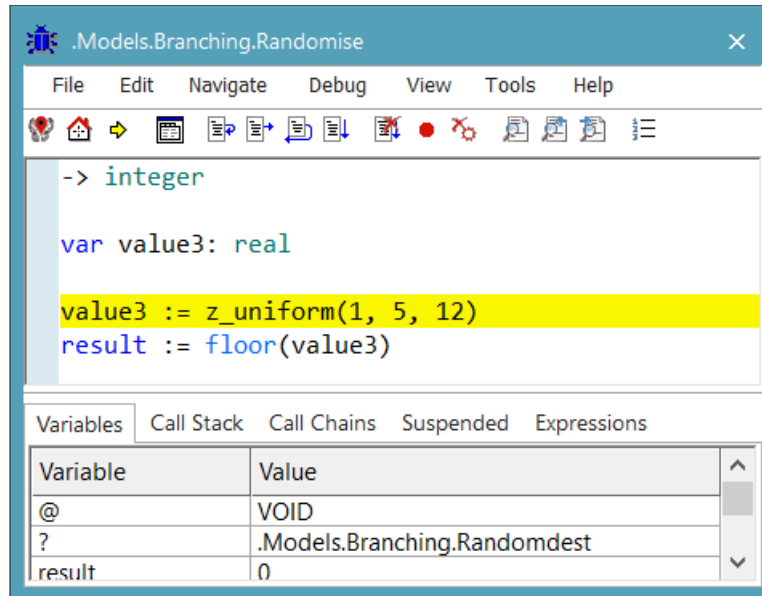 .Models.Branching.Randomise
File Edit Navigate Debug View Tools Help
-> integer
var value3: real
value3 := z_uniform(1, 5, 12)
result := floor(value3)
Variables Call Stack Call Chains Suspended Expressions
Variable Value
@ VOID
? .Models.Branching.Randomdest
result 0